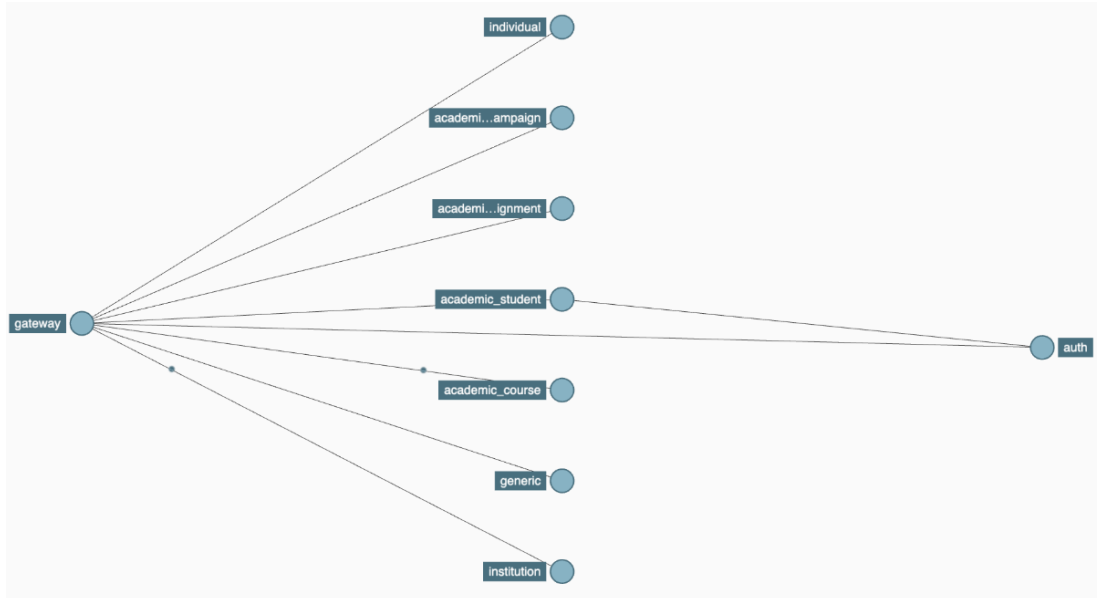 individual
academi...ampaign
academi...ignment
academic_student
gateway
auth
academic_course
generic
institution